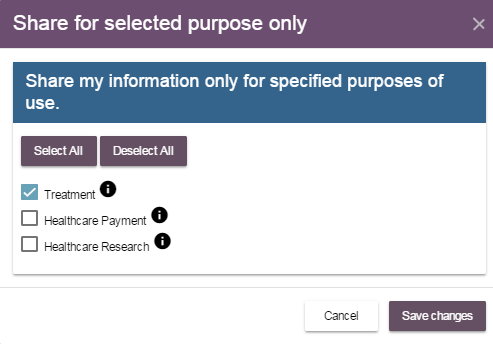 Share for selected purpose only
Share my information only for specified purposes of
use.
Select All Deselect All
Treatment
Healthcare Payment
Healthcare Research
Cancel Save changes